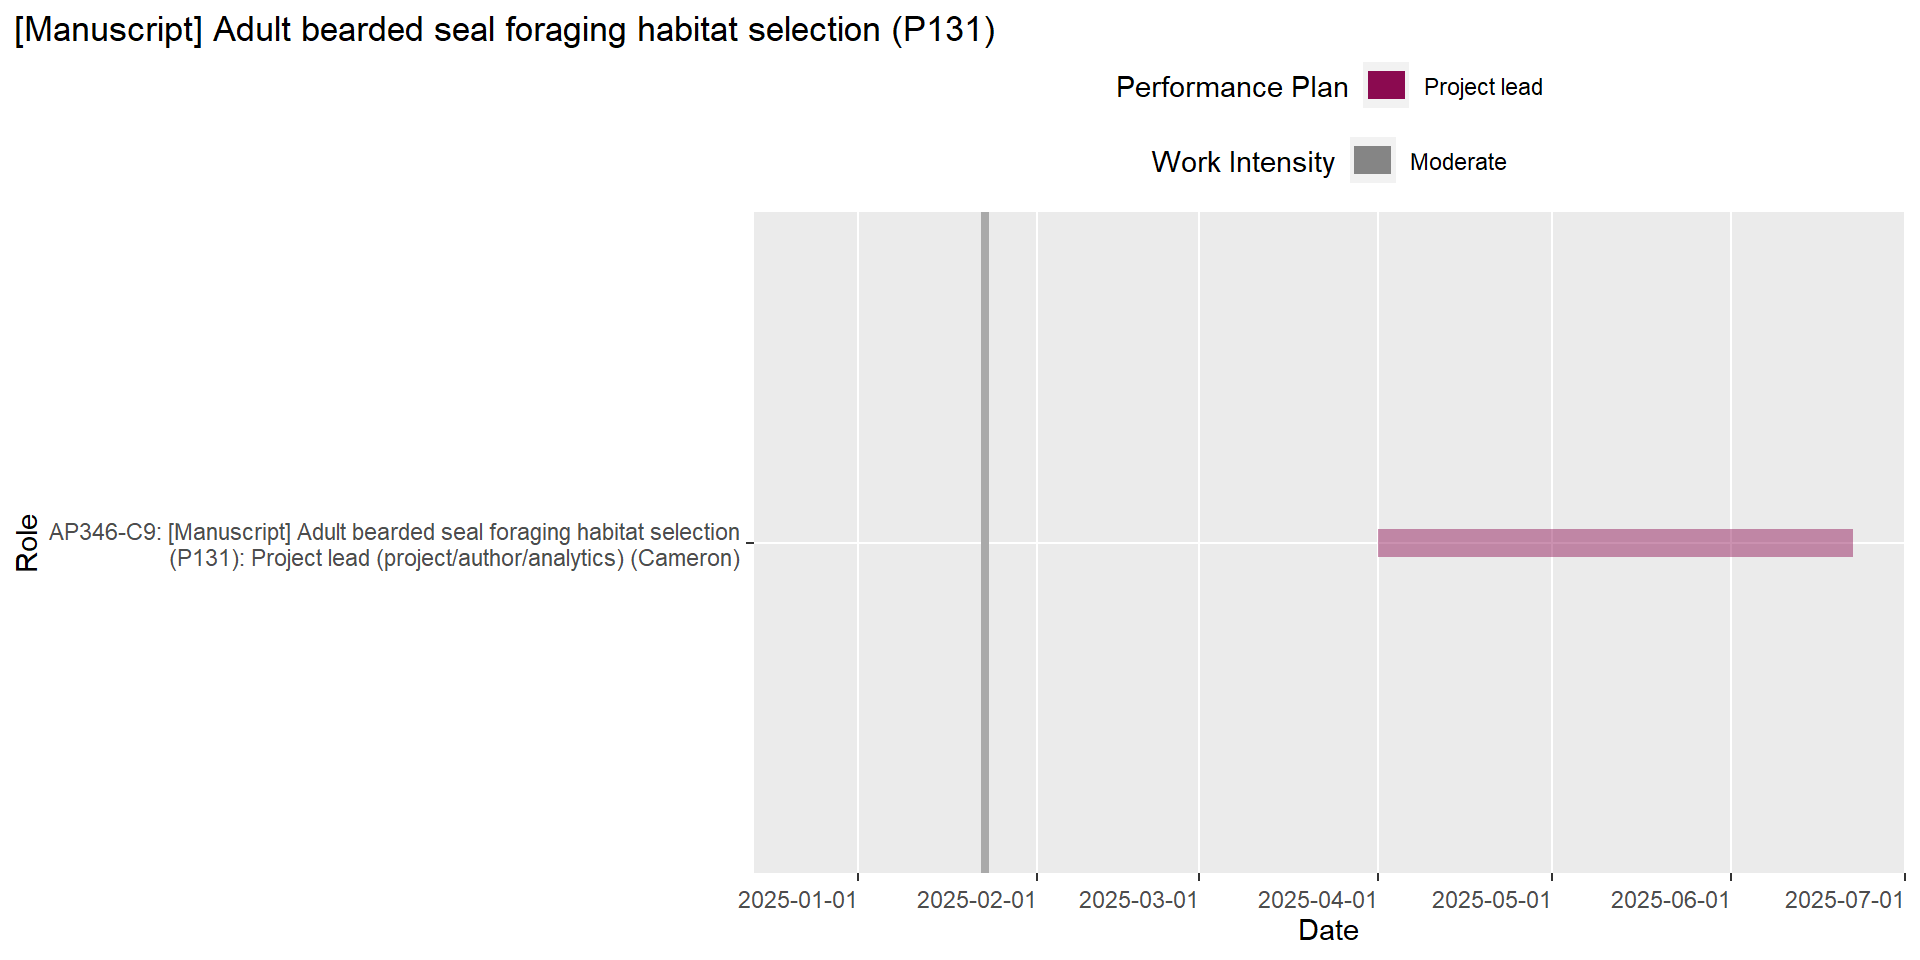 [Manuscript] Adult bearded seal foraging habitat selection (P131)
Performance Plan
Project lead
Work Intensity
Moderate
Role
AP346-C9: [Manuscript] Adult bearded seal foraging habitat selection
(P131): Project lead (project/author/analytics) (Cameron)
2025-01-01
2025-02-01
2025-03-01
2025-04-01
2025-05-01
2025-06-01
2025-07-01
Date